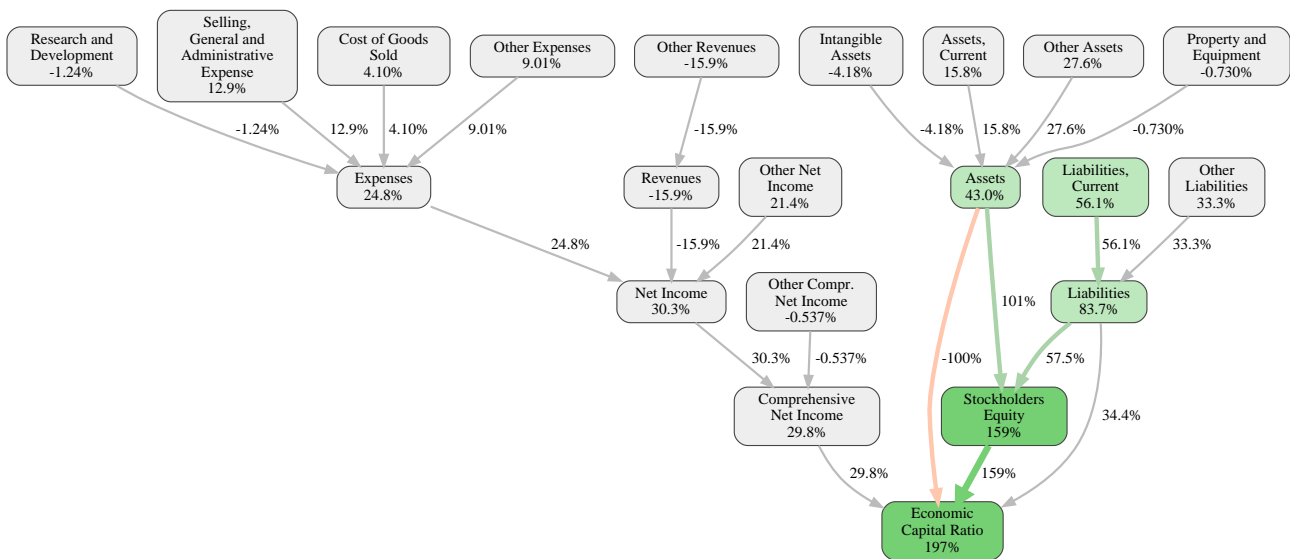 Research and
Development
-1.24%
Selling,
General and
Administrative
Expense
12.9%
Cost of Goods
Sold
4.10%
Other Expenses
9.01%
Other Revenues
-15.9%
Intangible
Assets
-4.18%
Assets,
Current
15.8%
Other Assets
27.6%
Property and
Equipment
-0.730%
-1.24%
12.9%
4.10%
9.01%
-15.9%
-4.18%
15.8%
27.6%
-0.730%
Expenses
24.8%
Revenues
-15.9%
Other Net
Income
21.4%
Assets
43.0%
Liabilities,
Current
56.1%
Other
Liabilities
33.3%
24.8%
-15.9%
21.4%
56.1%
33.3%
Net Income
30.3%
Other Compr.
Net Income
-0.537%
101%
Liabilities
83.7%
30.3%
-0.537%
-100%
57.5%
Comprehensive
Net Income
29.8%
Stockholders
Equity
159%
34.4%
29.8%
159%
Economic
Capital Ratio
197%